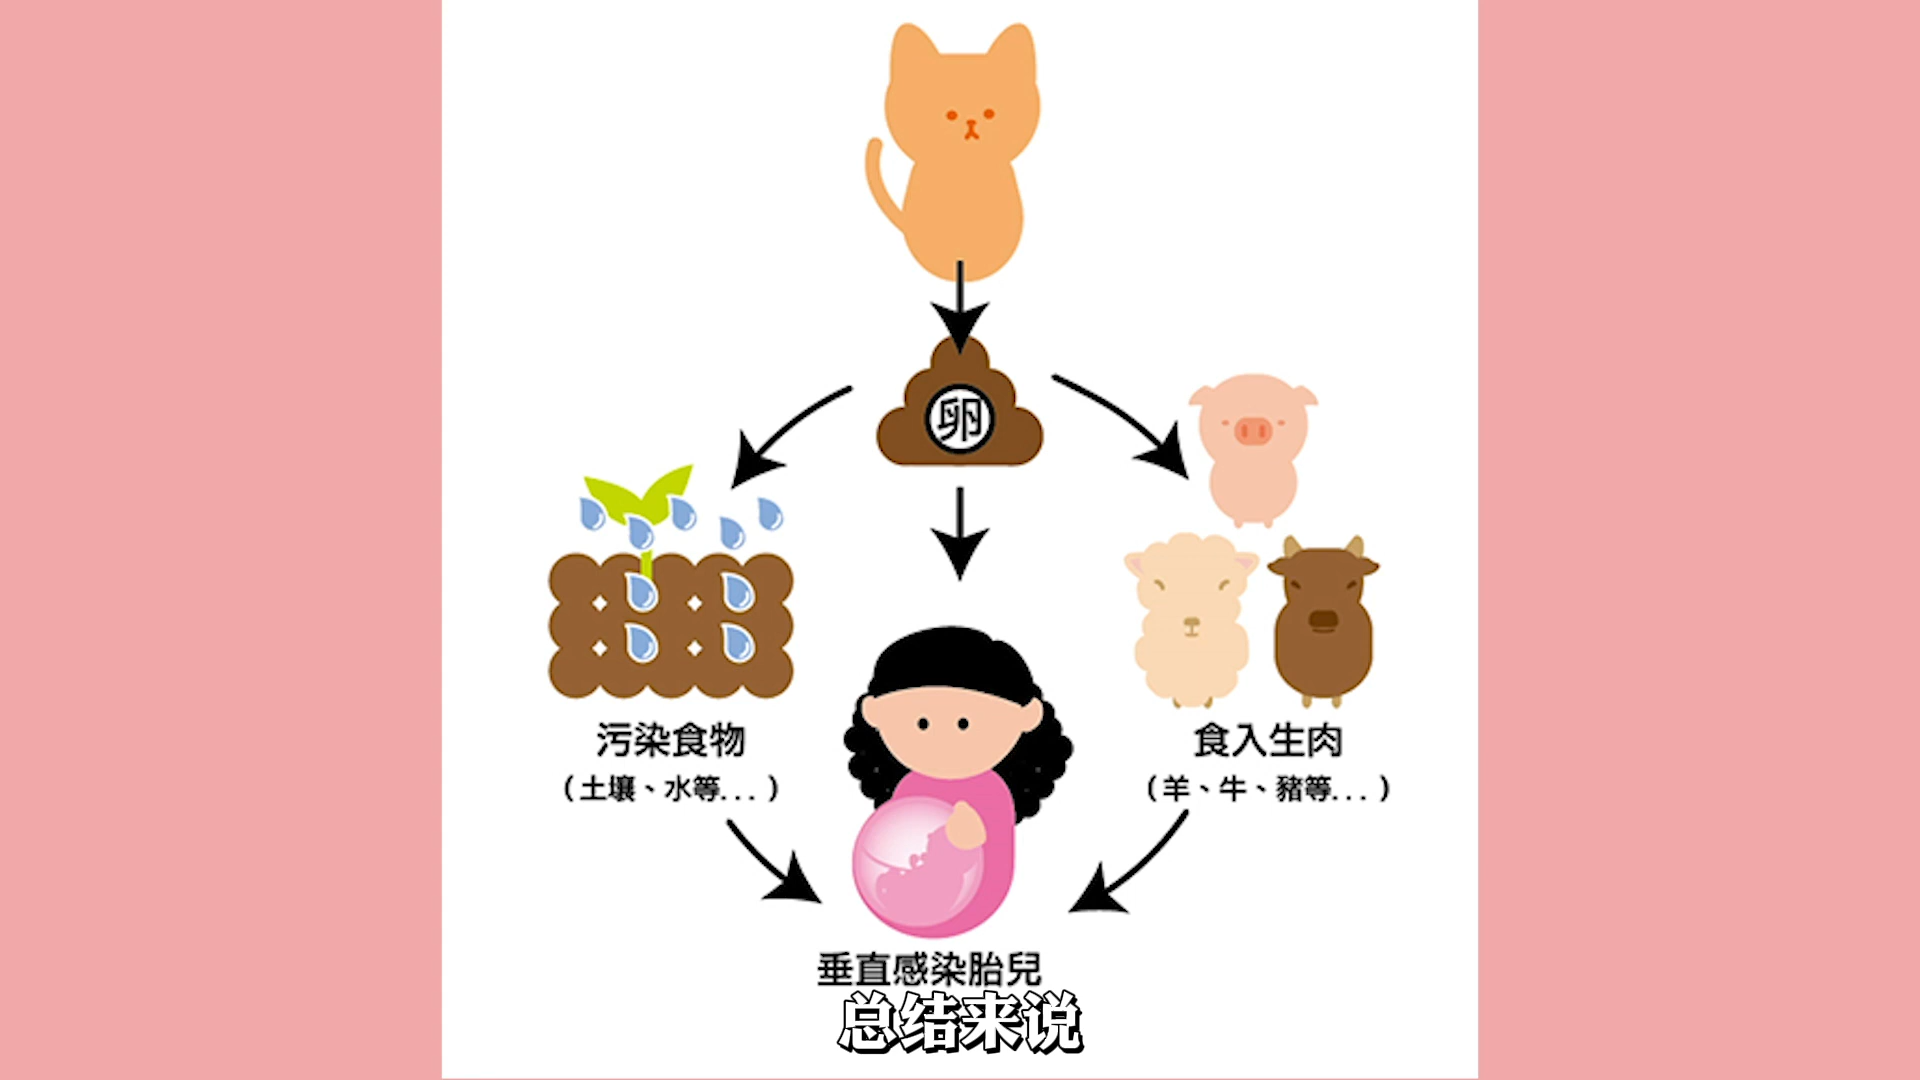 卵
污染食物
（土壤、水等...）
食入生肉
（羊、牛、豬等...）
垂直感染胎兒
总结来说